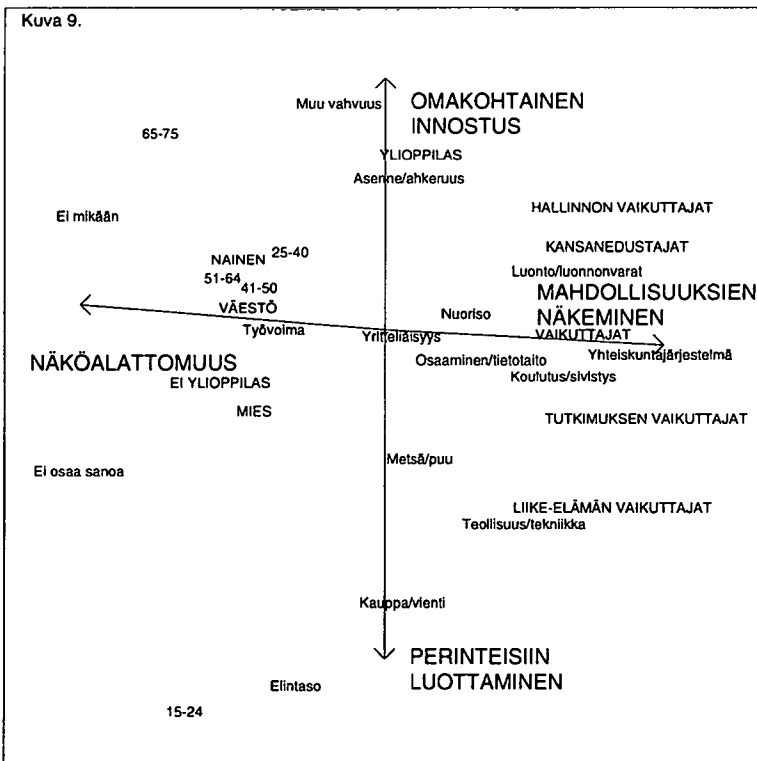 Kuva 9.
Muu vahvuus
OMAKOHTAINEN
INNOSTUS
65-75
YLIOPPILAS
Asenne/ahkeruus
HALLINNON VAIKUTTAJAT
Ei mikään
KANSANEDUSTAJAT
25-40
NAINEN
Luonto/luonnonvarat
51-64
41-50
MAHDOLLISUUKSIEN
NÄKEMINEN
VÄESTÖ
Nuoriso
Työvoima
Yritteliäisyys
VAIKUTTAJAT
Yhteiskuntajärjestelmä
NÄKÖALATTOMUUS
Osaaminen/tietotaito
Koulutus/sivistys
EI YLIOPPILAS
MIES
TUTKIMUKSEN VAIKUTTAJAT
Ei osaa sanoa
Metsä/puu
LIIKE-ELÄMÄN VAIKUTTAJAT
Teollisuus/tekniikka
Kauppa/vienti
PERINTEISIIN
LUOTTAMINEN
Elintaso
15-24